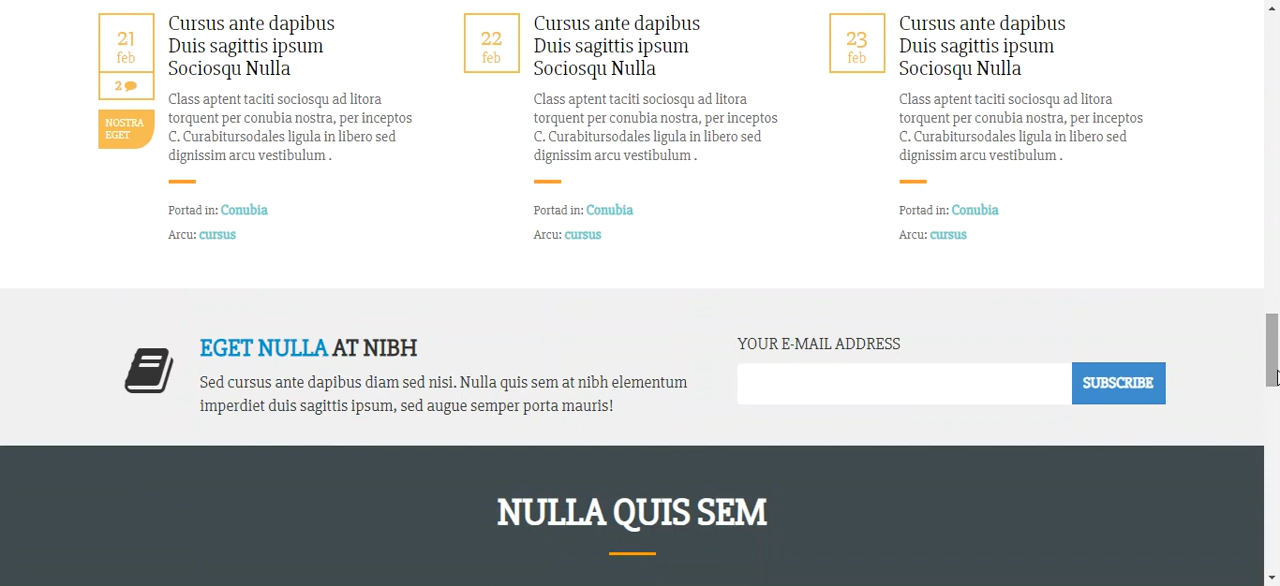 21
feb
2
NOSTRA
EGET
Cursus ante dapibus
Duis sagittis ipsum
Sociosqu Nulla
Class aptent taciti sociosqu ad litora
torquent per conubia nostra, per inceptos
C. Curabitursodales ligula in libero sed
dignissim arcu vestibulum .
Portad in: Conubia
Arcu: cursus
22
feb
Cursus ante dapibus
Duis sagittis ipsum
Sociosqu Nulla
Class aptent taciti sociosqu ad litora
torquent per conubia nostra, per inceptos
C. Curabitursodales ligula in libero sed
dignissim arcu vestibulum .
Portad in: Conubia
Arcu: cursus
23
feb
Cursus ante dapibus
Duis sagittis ipsum
Sociosqu Nulla
Class aptent taciti sociosqu ad litora
torquent per conubia nostra, per inceptos
C. Curabitursodales ligula in libero sed
dignissim arcu vestibulum .
Portad in: Conubia
Arcu: cursus
EGET NULLA AT NIBH
Sed cursus ante dapibus diam sed nisi. Nulla quis sem at nibh elementum
imperdiet duis sagittis ipsum, sed augue semper porta mauris!
YOUR E-MAIL ADDRESS
SUBSCRIBE
NULLA QUIS SEM